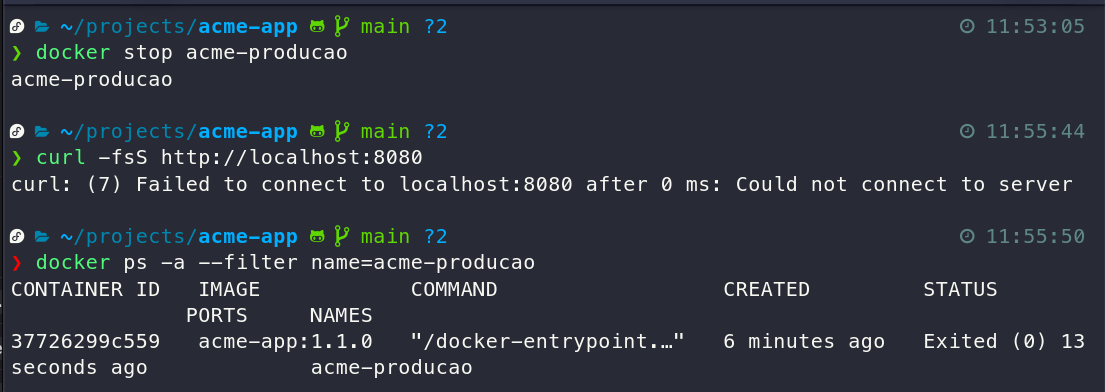 ~/projects/acme-app main ?2 11:53:05
❯ docker stop acme-producao
acme-producao
~/projects/acme-app main ?2 11:55:44
❯ curl -fsS http://localhost:8080
curl: (7) Failed to connect to localhost:8080 after 0 ms: Could not connect to server
~/projects/acme-app main ?2 11:55:50
❯ docker ps -a --filter name=acme-producao
CONTAINER ID   IMAGE            COMMAND                  CREATED         STATUS
PORTS     NAMES
37726299c559   acme-app:1.1.0   "/docker-entrypoint.…"   6 minutes ago   Exited (0) 13
seconds ago             acme-producao